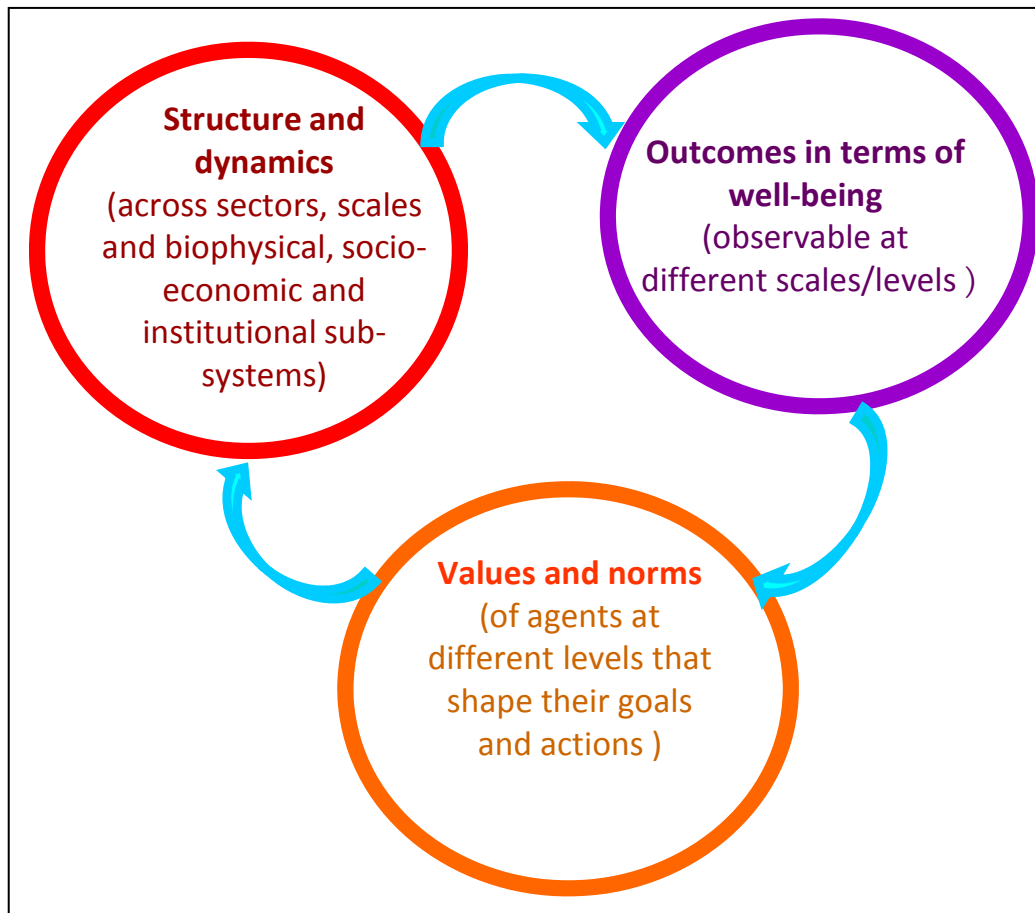 Structure and
dynamics
(across sectors, scales
and biophysical, socio-
economic and
institutional sub-
systems)
Outcomes in terms of
well-being
(observable at
different scales/levels )
Values and norms
(of agents at
different levels that
shape their goals
and actions )